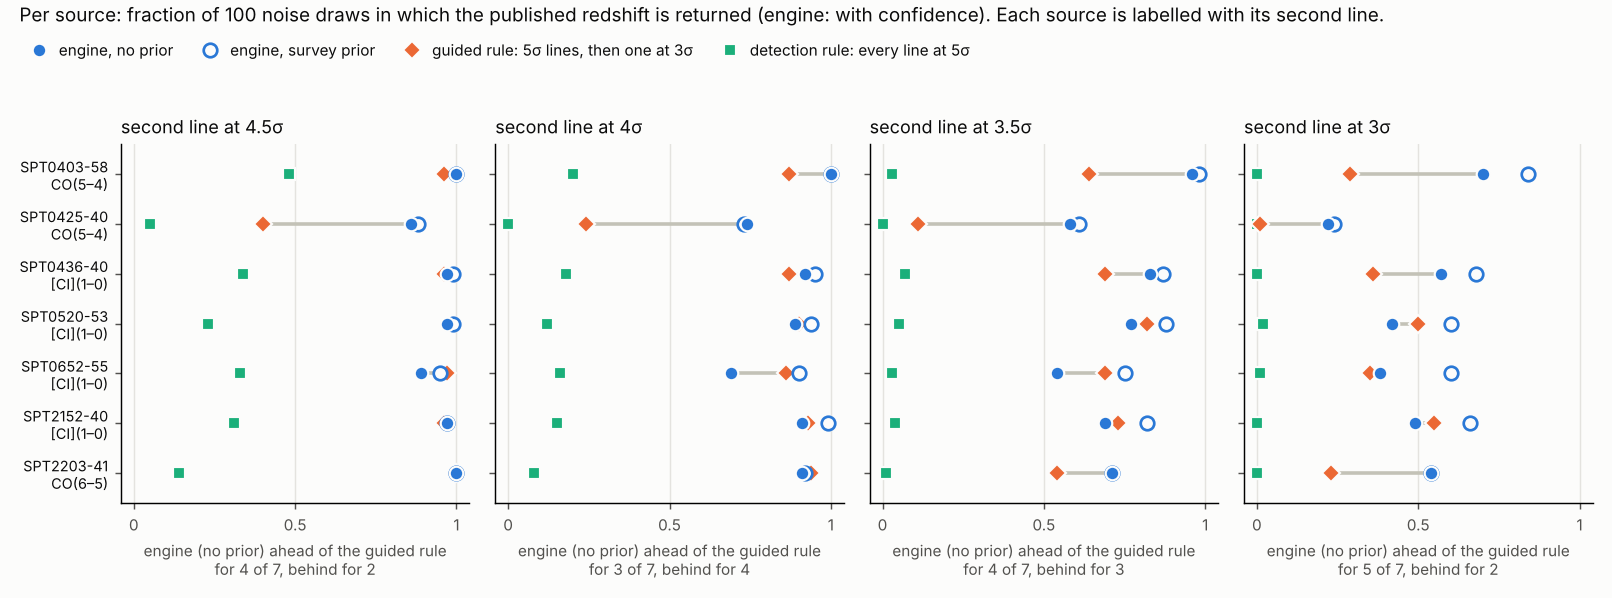 Per source: fraction of 100 noise draws in which the published redshift is returned (engine: with confidence). Each source is labelled with its second line.
engine, no prior
engine, survey prior
guided rule: 5σ lines, then one at 3σ
detection rule: every line at 5σ
second line at 4.5σ
second line at 4σ
second line at 3.5σ
second line at 3σ
SPT0403-58
CO(5–4)
SPT0425-40
CO(5–4)
SPT0436-40
[CI](1–0)
SPT0520-53
[CI](1–0)
SPT0652-55
[CI](1–0)
SPT2152-40
[CI](1–0)
SPT2203-41
CO(6–5)
0 0.5 1
0 0.5 1
0 0.5 1
0 0.5 1
engine (no prior) ahead of the guided rule
for 4 of 7, behind for 2
engine (no prior) ahead of the guided rule
for 3 of 7, behind for 4
engine (no prior) ahead of the guided rule
for 4 of 7, behind for 3
engine (no prior) ahead of the guided rule
for 5 of 7, behind for 2